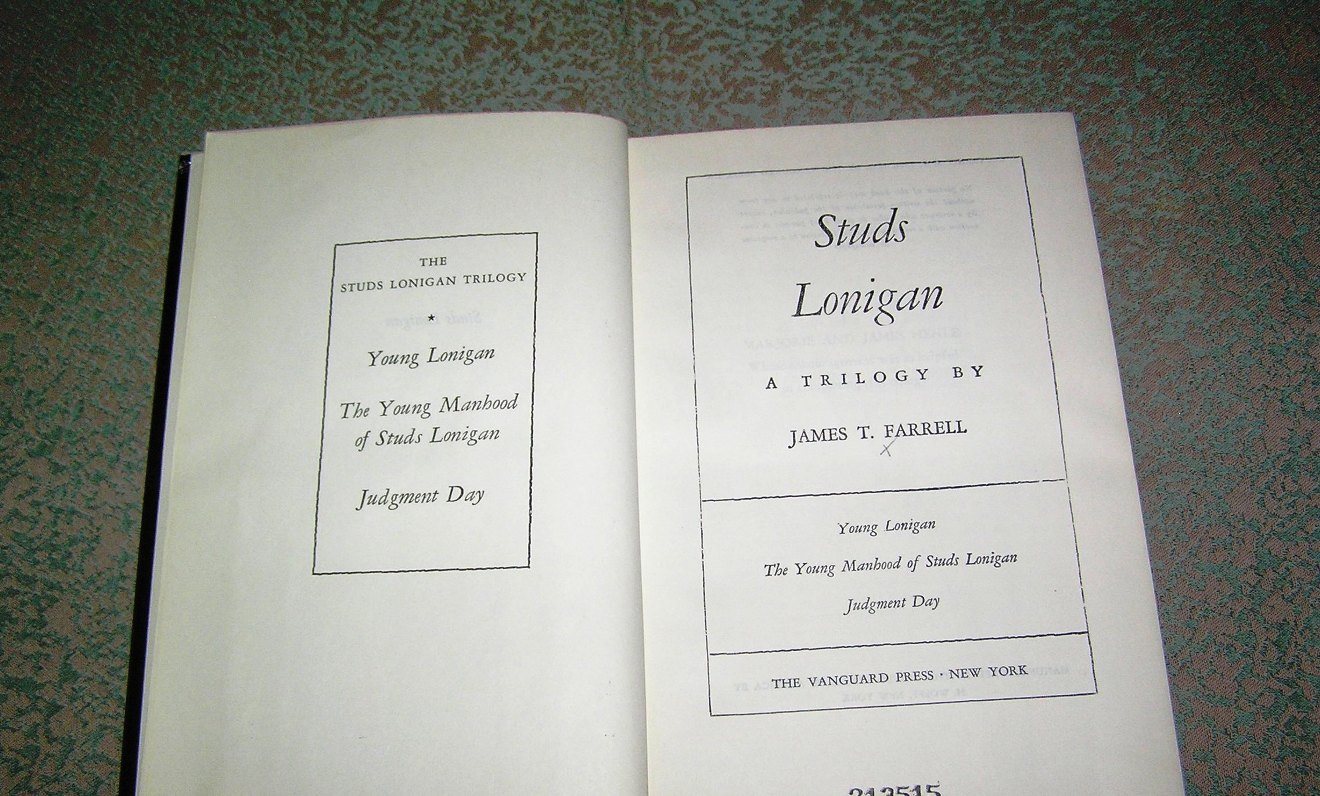 THE
STUDS LONIGAN TRILOGY
★
Young Lonigan
The Young Manhood
of Studs Lonigan
Judgment Day
Studs
Lonigan
A TRILOGY BY
JAMES T. FARRELL
Young Lonigan
The Young Manhood of Studs Lonigan
Judgment Day
THE VANGUARD PRESS · NEW YORK